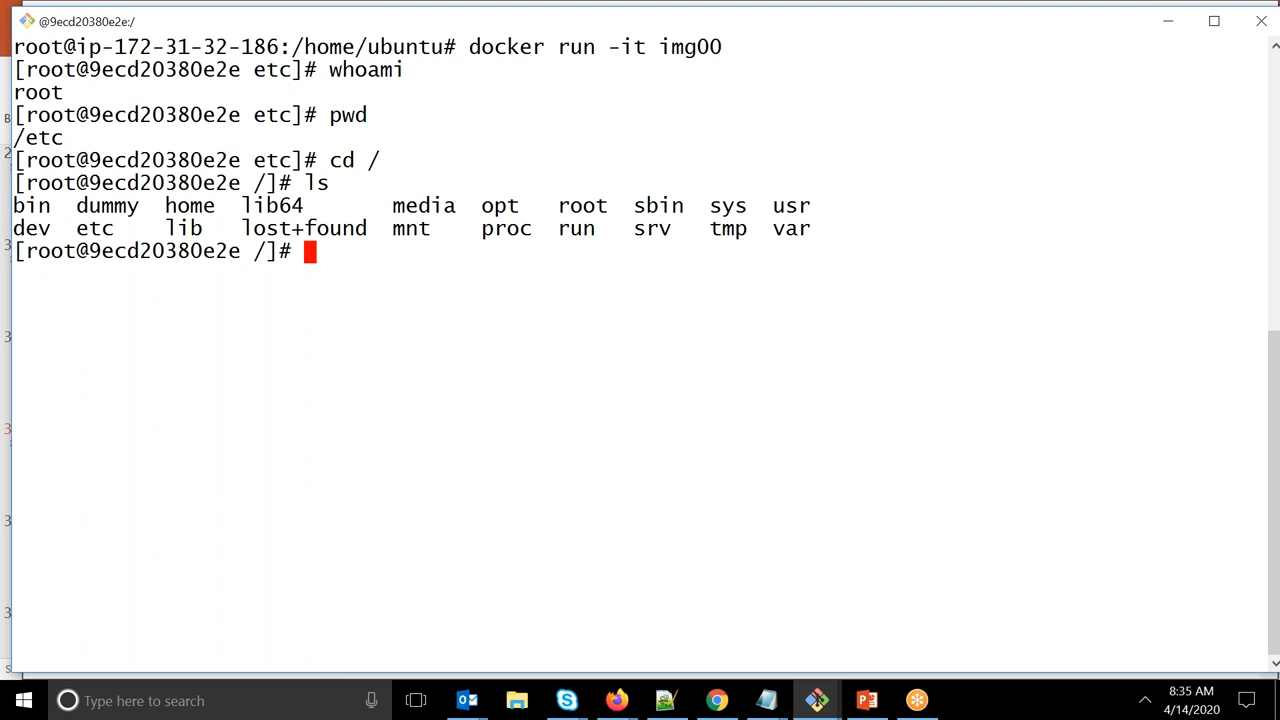 @9ecd20380e2e:/
root@ip-172-31-32-186:/home/ubuntu# docker run -it img00
[root@9ecd20380e2e etc]# whoami
root
[root@9ecd20380e2e etc]# pwd
/etc
[root@9ecd20380e2e etc]# cd /
[root@9ecd20380e2e /]# ls
bin dummy home lib64 media opt root sbin sys usr
dev etc lib lost+found mnt proc run srv tmp var
[root@9ecd20380e2e /]#
Type here to search
8:35 AM
4/14/2020